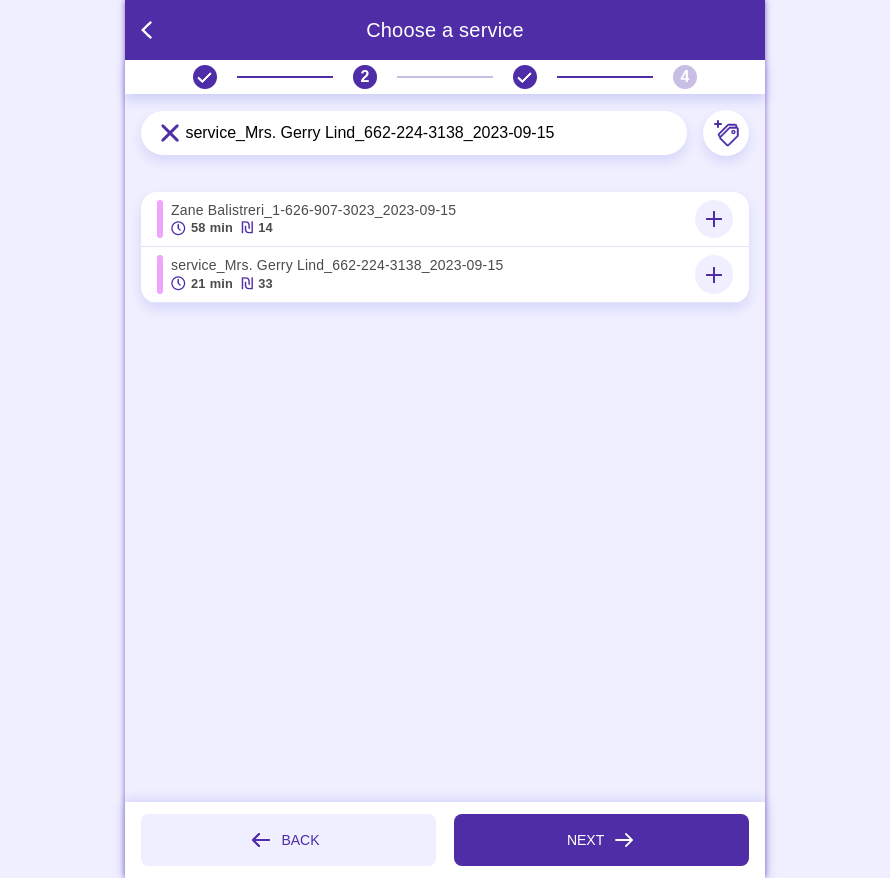 Choose a service
2
4
service_Mrs. Gerry Lind_662-224-3138_2023-09-15
Zane Balistreri_1-626-907-3023_2023-09-15
58 min ₪ 14
service_Mrs. Gerry Lind_662-224-3138_2023-09-15
21 min ₪ 33
BACK
NEXT